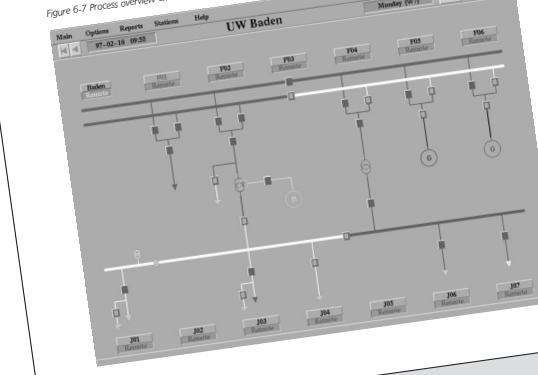 Figure 6-7 Process overview
Main Options Reports Stations Help
UW Baden
Monday
97-02-18 09:55
Baden
Remote
F01
Remote
F02
Remote
F03
Remote
F04
Remote
F05
Remote
F06
Remote
G
G
J01
Remote
J02
Remote
J03
Remote
J04
Remote
J05
Remote
J06
Remote
J07
Remote